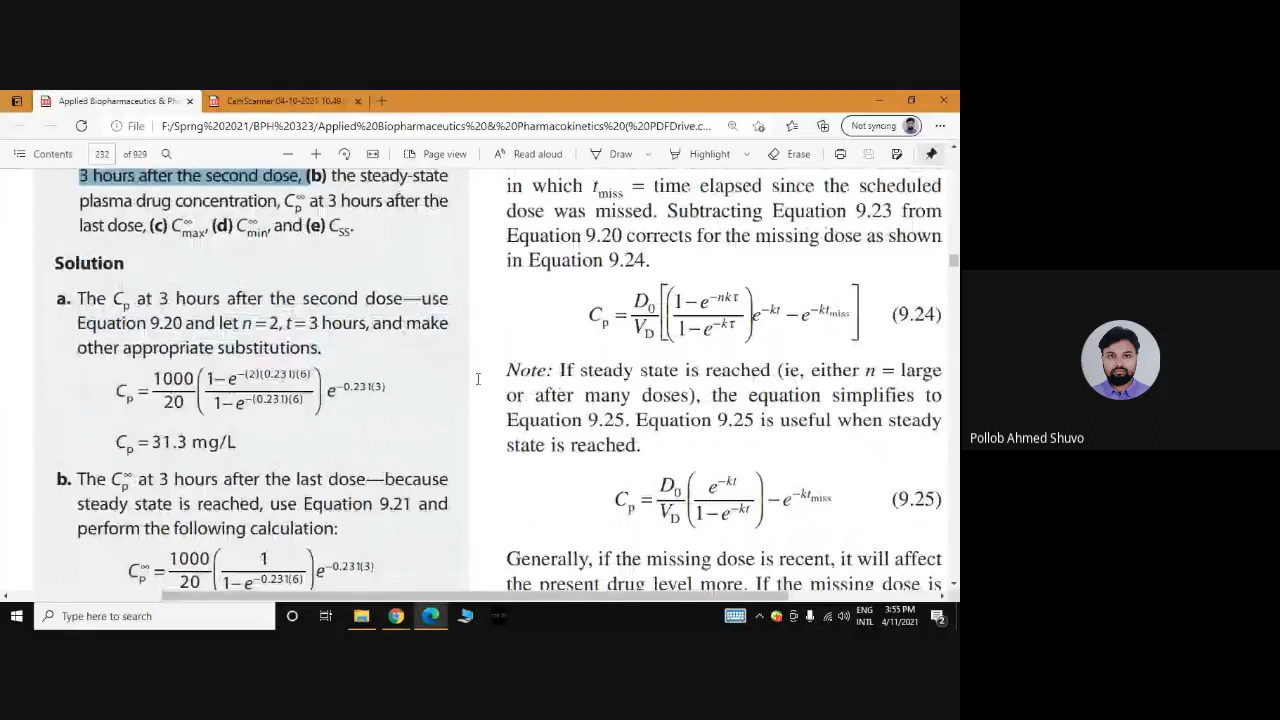 Applied Biopharmaceutics & Ph
CamScanner 04-10-2021 10.49
File
F:/Sprng%202021/BPH%20323/Applied%20Biopharmaceutics%20&%20Pharmacokinetics%20(%20PDFDrive.c...
Not syncing
Contents
232
of 929
Page view
Read aloud
Draw
Highlight
Erase
3 hours after the second dose, (b) the steady-state
plasma drug concentration, C_p^∞ at 3 hours after the
last dose, (c) C_max^∞, (d) C_min^∞, and (e) C_SS.
Solution
a. The C_p at 3 hours after the second dose—use
Equation 9.20 and let n = 2, t = 3 hours, and make
other appropriate substitutions.
C_p = 1000/20 ((1 − e^−(2)(0.231)(6))/(1 − e^−(0.231)(6))) e^−0.231(3)
C_p = 31.3 mg/L
b. The C_p^∞ at 3 hours after the last dose—because
steady state is reached, use Equation 9.21 and
perform the following calculation:
C_p^∞ = 1000/20 (1/(1 − e^−0.231(6))) e^−0.231(3)
in which t_miss = time elapsed since the scheduled
dose was missed. Subtracting Equation 9.23 from
Equation 9.20 corrects for the missing dose as shown
in Equation 9.24.
C_p = D_0/V_D [((1 − e^−nkτ)/(1 − e^−kτ)) e^−kt − e^−kt_miss] (9.24)
Note: If steady state is reached (ie, either n = large
or after many doses), the equation simplifies to
Equation 9.25. Equation 9.25 is useful when steady
state is reached.
C_p = D_0/V_D (e^−kt/(1 − e^−kt)) − e^−kt_miss (9.25)
Generally, if the missing dose is recent, it will affect
the present drug level more. If the missing dose is
Pollob Ahmed Shuvo
Type here to search
ENG
INTL
3:55 PM
4/11/2021
2